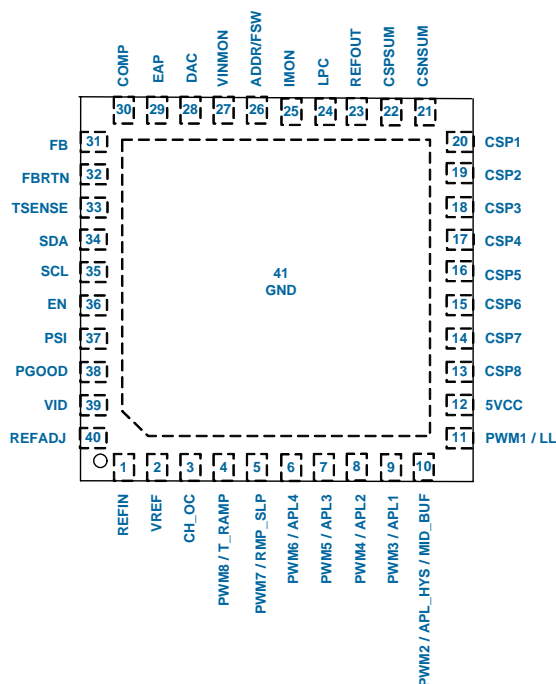 COMP
EAP
DAC
VINMON
ADDR/FSW
IMON
LPC
REFOUT
CSPSUM
CSNSUM
30
29
28
27
26
25
24
23
22
21
FB
31
FBRTN
32
TSENSE
33
SDA
34
SCL
35
EN
36
PSI
37
PGOOD
38
VID
39
REFADJ
40
41
GND
20
CSP1
19
CSP2
18
CSP3
17
CSP4
16
CSP5
15
CSP6
14
CSP7
13
CSP8
12
5VCC
11
PWM1 / LL
1
2
3
4
5
6
7
8
9
10
REFIN
VREF
CH_OC
PWM8 / T_RAMP
PWM7 / RMP_SLP
PWM6 / APL4
PWM5 / APL3
PWM4 / APL2
PWM3 / APL1
PWM2 / APL_HYS / MID_BUF